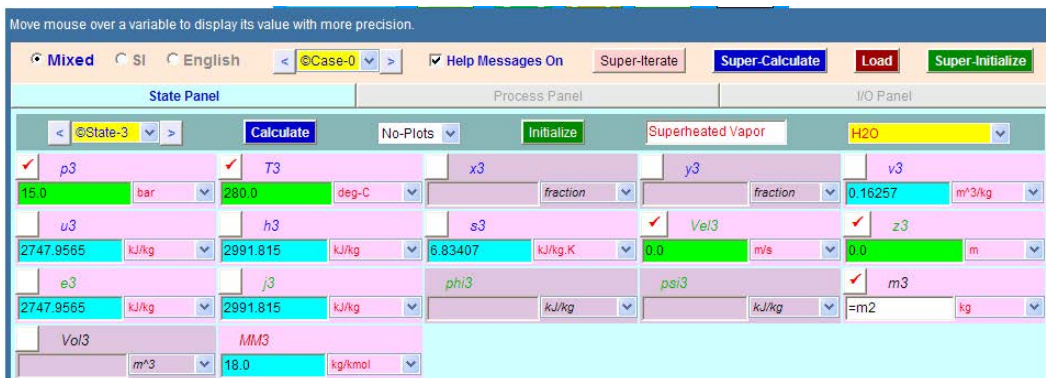 Move mouse over a variable to display its value with more precision.
Mixed SI English < ©Case-0 > Help Messages On Super-Iterate Super-Calculate Load Super-Initialize
State Panel Process Panel I/O Panel
< ©State-3 > Calculate No-Plots Initialize Superheated Vapor H2O
p3 T3 x3 y3 v3
15.0 bar 280.0 deg-C fraction fraction 0.16257 m^3/kg
u3 h3 s3 Vel3 z3
2747.9565 kJ/kg 2991.815 kJ/kg 6.83407 kJ/kg.K 0.0 m/s 0.0 m
e3 j3 phi3 psi3 m3
2747.9565 kJ/kg 2991.815 kJ/kg kJ/kg kJ/kg =m2 kg
Vol3 MM3
m^3 18.0 kg/kmol